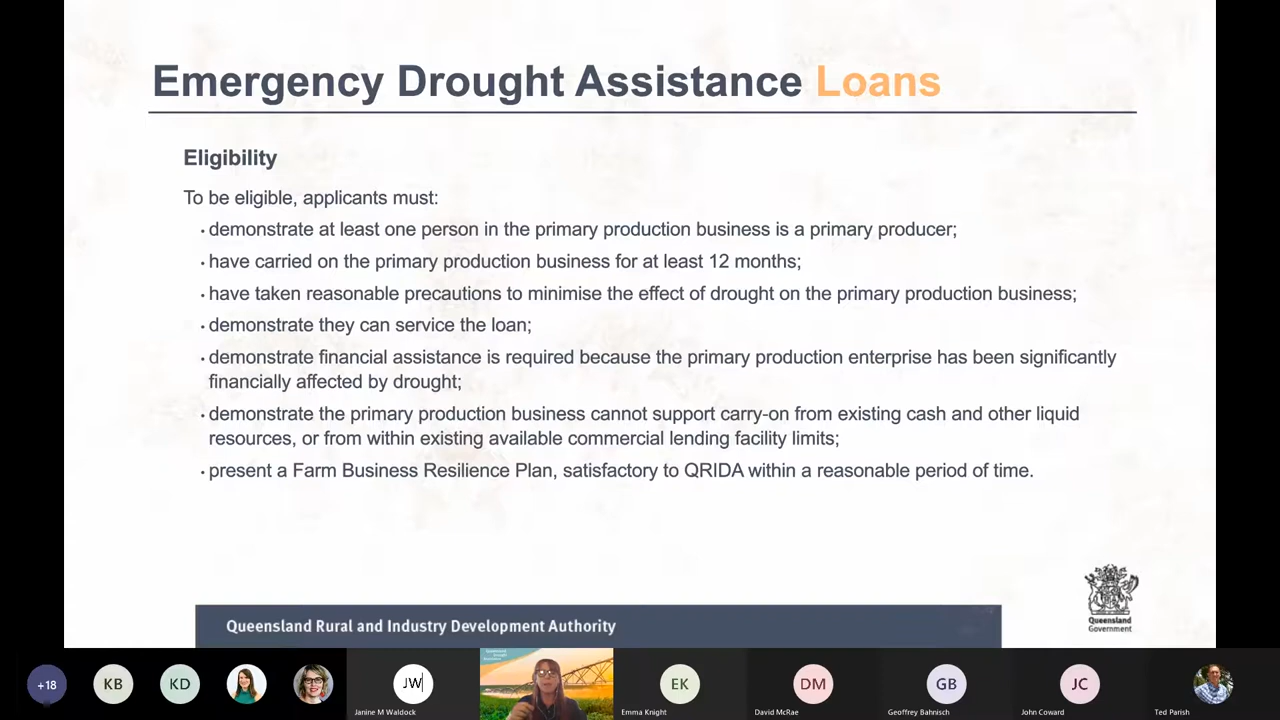 Emergency Drought Assistance Loans
Eligibility
To be eligible, applicants must:
• demonstrate at least one person in the primary production business is a primary producer;
• have carried on the primary production business for at least 12 months;
• have taken reasonable precautions to minimise the effect of drought on the primary production business;
• demonstrate they can service the loan;
• demonstrate financial assistance is required because the primary production enterprise has been significantly
financially affected by drought;
• demonstrate the primary production business cannot support carry-on from existing cash and other liquid
resources, or from within existing available commercial lending facility limits;
• present a Farm Business Resilience Plan, satisfactory to QRIDA within a reasonable period of time.
Queensland Rural and Industry Development Authority
Queensland
Government
+18
KB
KD
JW
Janine M Waldock
EK
Emma Knight
DM
David McRae
GB
Geoffrey Bahnisch
JC
John Coward
Ted Parish